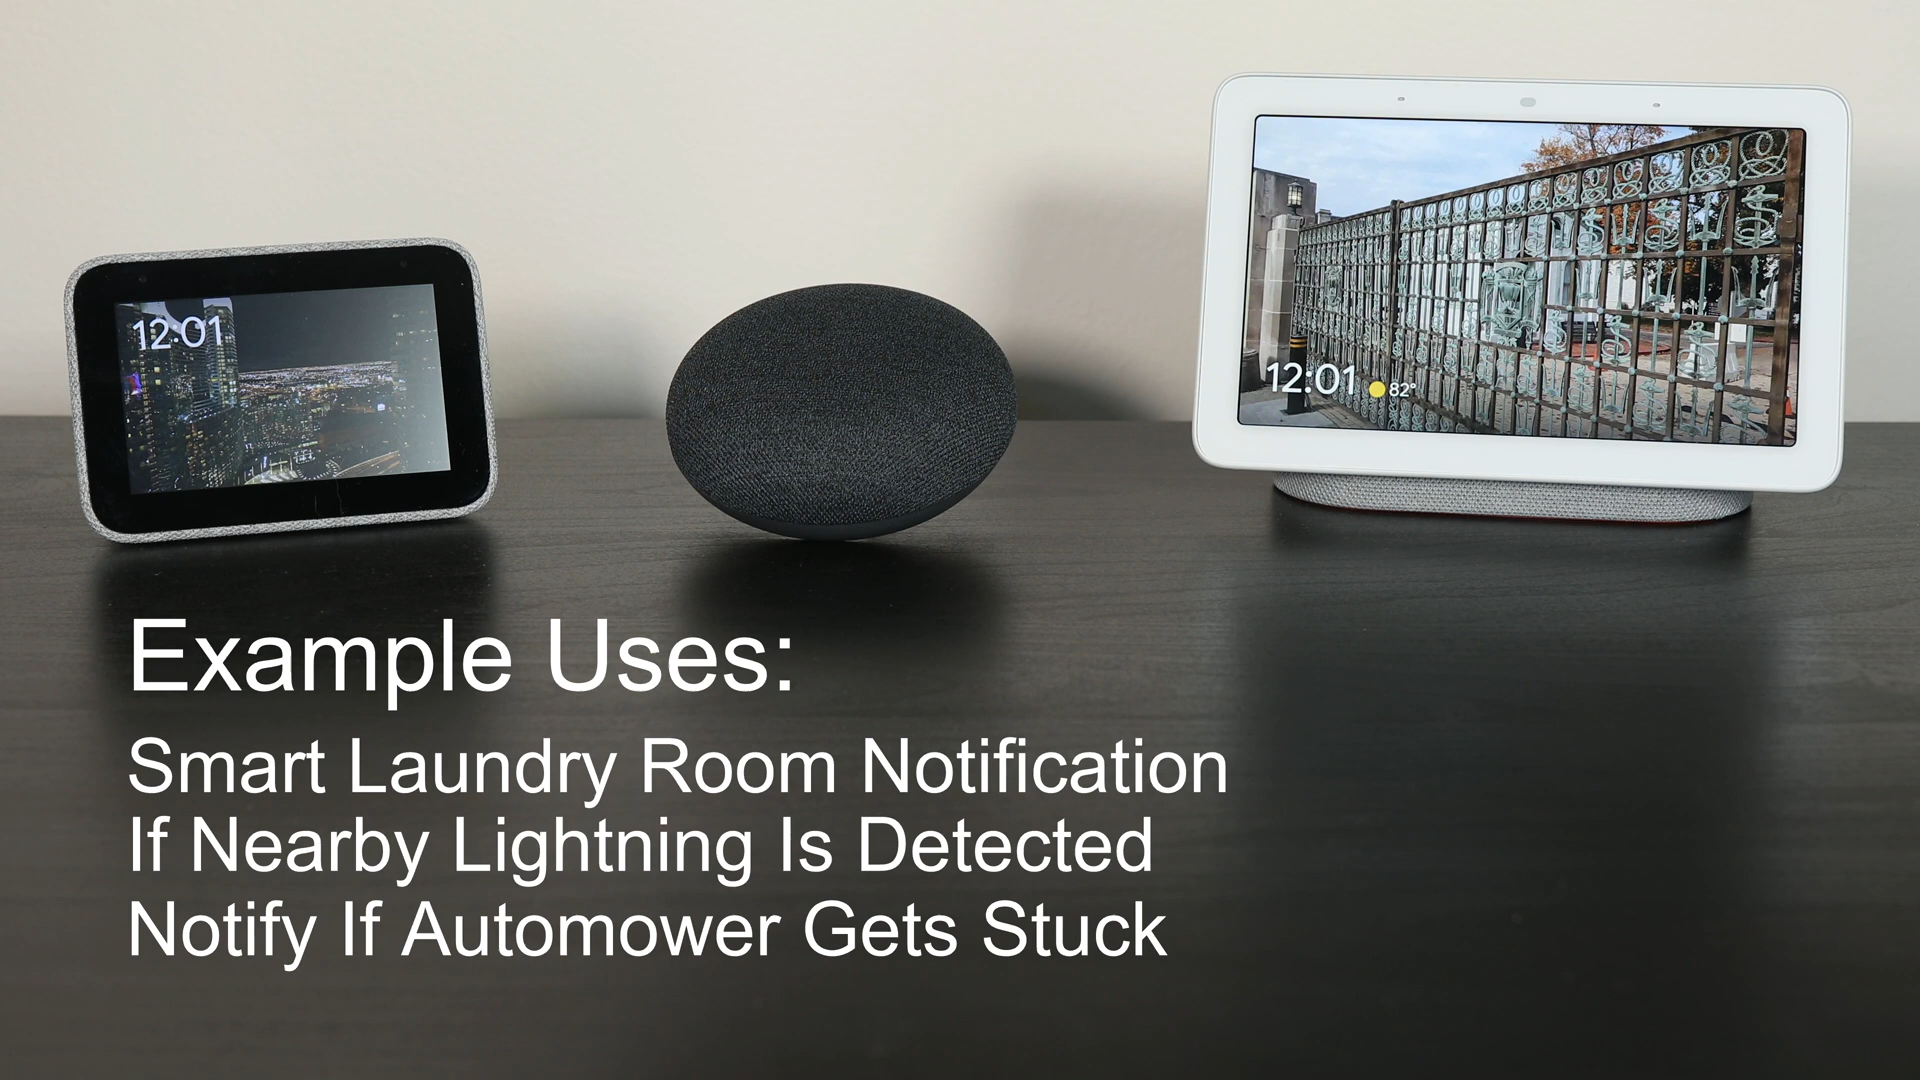 12:01
12:01 82°
Example Uses:
Smart Laundry Room Notification
If Nearby Lightning Is Detected
Notify If Automower Gets Stuck